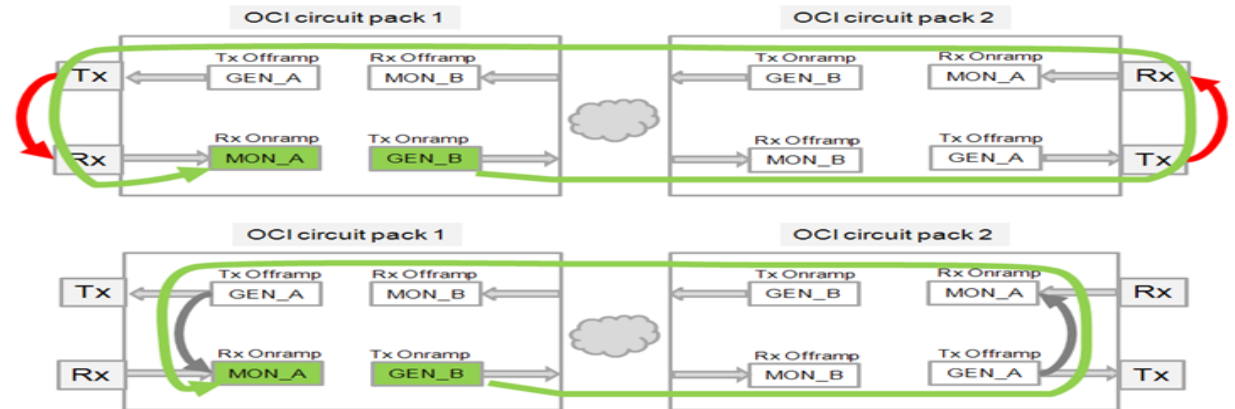 OCI circuit pack 1 OCI circuit pack 2
Tx Offramp Rx Offramp Tx Onramp Rx Onramp
Tx GEN_A MON_B GEN_B MON_A Rx
Rx Onramp Tx Onramp Rx Offramp Tx Offramp
Rx MON_A GEN_B MON_B GEN_A Tx
OCI circuit pack 1 OCI circuit pack 2
Tx Offramp Rx Offramp Tx Onramp Rx Onramp
Tx GEN_A MON_B GEN_B MON_A Rx
Rx Onramp Tx Onramp Rx Offramp Tx Offramp
Rx MON_A GEN_B MON_B GEN_A Tx